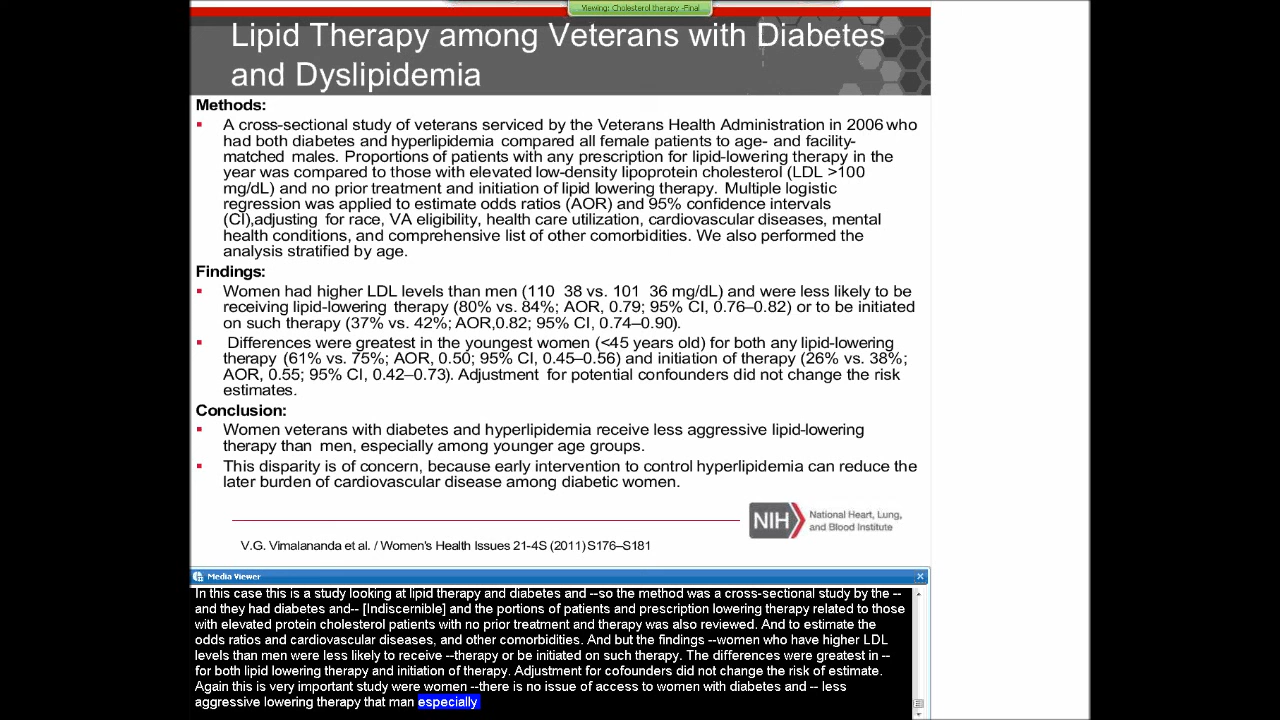 Viewing: Cholesterol therapy -Final
Lipid Therapy among Veterans with Diabetes
and Dyslipidemia
Methods:
▪ A cross-sectional study of veterans serviced by the Veterans Health Administration in 2006 who
had both diabetes and hyperlipidemia compared all female patients to age- and facility-
matched males. Proportions of patients with any prescription for lipid-lowering therapy in the
year was compared to those with elevated low-density lipoprotein cholesterol (LDL >100
mg/dL) and no prior treatment and initiation of lipid lowering therapy. Multiple logistic
regression was applied to estimate odds ratios (AOR) and 95% confidence intervals
(CI),adjusting for race, VA eligibility, health care utilization, cardiovascular diseases, mental
health conditions, and comprehensive list of other comorbidities. We also performed the
analysis stratified by age.
Findings:
▪ Women had higher LDL levels than men (110 38 vs. 101 36 mg/dL) and were less likely to be
receiving lipid-lowering therapy (80% vs. 84%; AOR, 0.79; 95% CI, 0.76–0.82) or to be initiated
on such therapy (37% vs. 42%; AOR,0.82; 95% CI, 0.74–0.90).
▪ Differences were greatest in the youngest women (<45 years old) for both any lipid-lowering
therapy (61% vs. 75%; AOR, 0.50; 95% CI, 0.45–0.56) and initiation of therapy (26% vs. 38%;
AOR, 0.55; 95% CI, 0.42–0.73). Adjustment for potential confounders did not change the risk
estimates.
Conclusion:
▪ Women veterans with diabetes and hyperlipidemia receive less aggressive lipid-lowering
therapy than men, especially among younger age groups.
▪ This disparity is of concern, because early intervention to control hyperlipidemia can reduce the
later burden of cardiovascular disease among diabetic women.
NIH National Heart, Lung,
and Blood Institute
V.G. Vimalananda et al. / Women's Health Issues 21-4S (2011) S176–S181
Media Viewer
In this case this is a study looking at lipid therapy and diabetes and --so the method was a cross-sectional study by the --
and they had diabetes and-- [Indiscernible] and the portions of patients and prescription lowering therapy related to those
with elevated protein cholesterol patients with no prior treatment and therapy was also reviewed. And to estimate the
odds ratios and cardiovascular diseases, and other comorbidities. And but the findings --women who have higher LDL
levels than men were less likely to receive --therapy or be initiated on such therapy. The differences were greatest in --
for both lipid lowering therapy and initiation of therapy. Adjustment for cofounders did not change the risk of estimate.
Again this is very important study were women --there is no issue of access to women with diabetes and -- less
aggressive lowering therapy that man especially